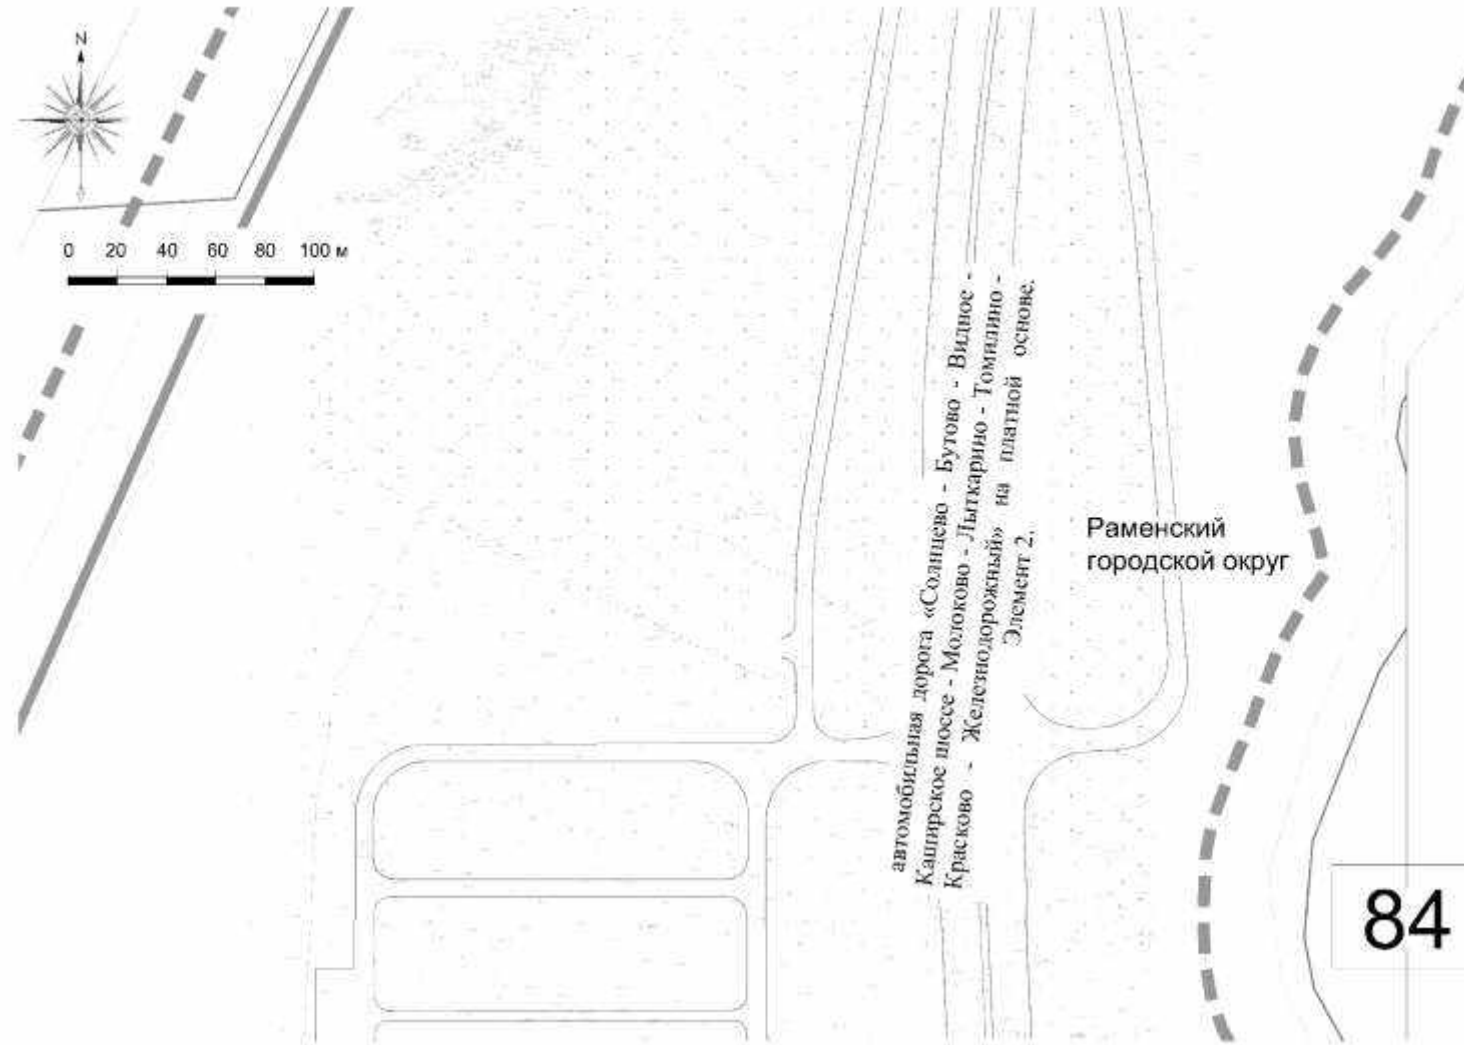 N
0 20 40 60 80 100 м
автомобильная дорога «Солнцево - Бутово - Видное -
Каширское шоссе - Молоково - Лыткарино - Томилино -
Красково - Железнодорожный» на платной основе.
Элемент 2.
Раменский
городской округ
84